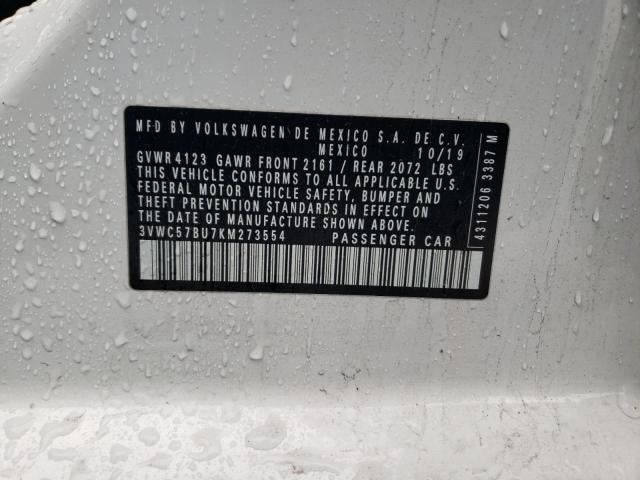 MFD BY VOLKSWAGEN DE MEXICO S.A. DE C.V.
MEXICO 10/19
GVWR 4123 GAWR FRONT 2161 / REAR 2072 LBS
THIS VEHICLE CONFORMS TO ALL APPLICABLE U.S.
FEDERAL MOTOR VEHICLE SAFETY, BUMPER AND
THEFT PREVENTION STANDARDS IN EFFECT ON
THE DATE OF MANUFACTURE SHOWN ABOVE.
3VWC57BU7KM273554 PASSENGER CAR
4311206 3387 M